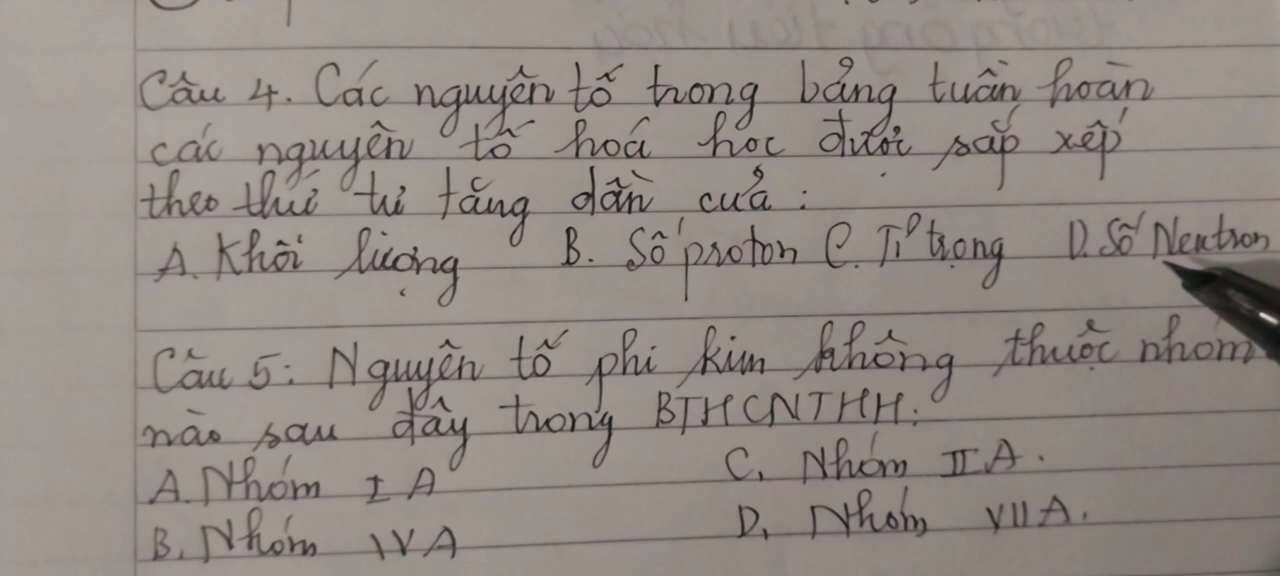 Câu 4. Các nguyên tố trong bảng tuần hoàn
các nguyên tố hoá học được sắp xếp
theo thứ tự tăng dần của :
A. Khối lượng B. Số proton C. Tỉ trọng D. Số Neutron
Câu 5: Nguyên tố phi kim không thuộc nhóm
nào sau đây trong BTHCNTHH.
A. Nhóm IA C. Nhóm IIA.
B. Nhóm IVA D. Nhóm VIIA.